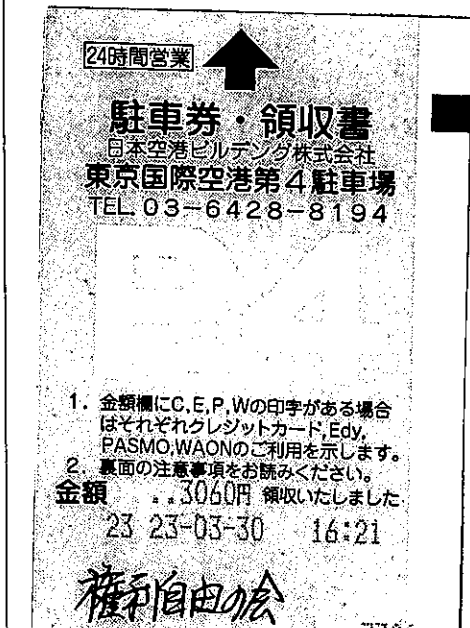 24時間営業
駐車券・領収書
日本空港ビルデング株式会社
東京国際空港第4駐車場
TEL. 03-6428-8194
P4
1. 金額欄にC,E,P,Wの印字がある場合
はそれぞれクレジットカード,Edy,
PASMO,WAONのご利用を示します。
2. 裏面の注意事項をお読みください。
金額 ..3060円 領収いたしました
23 23-03-30 16:21
権利自由の会